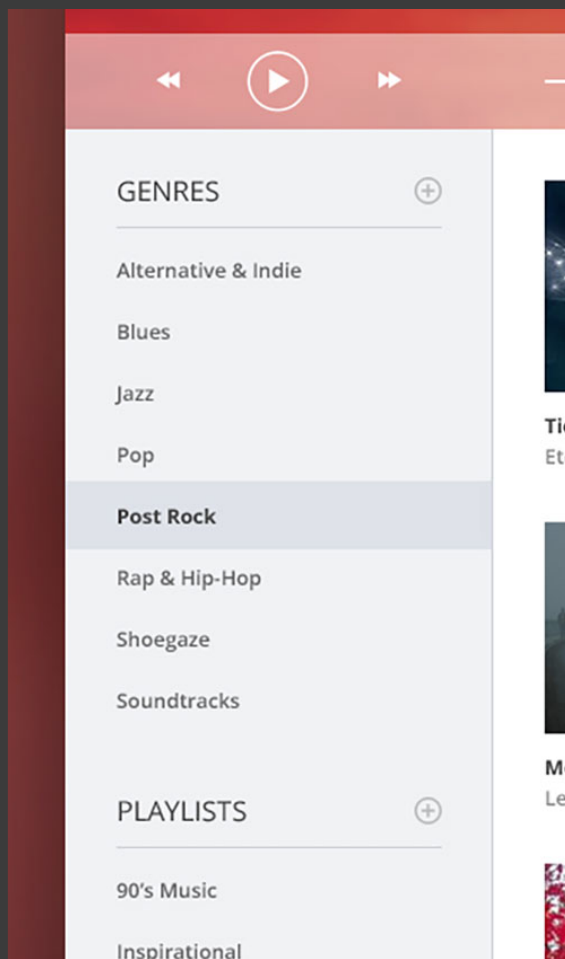 GENRES
Alternative & Indie
Blues
Jazz
Pop
Post Rock
Rap & Hip-Hop
Shoegaze
Soundtracks
PLAYLISTS
90's Music
Inspirational